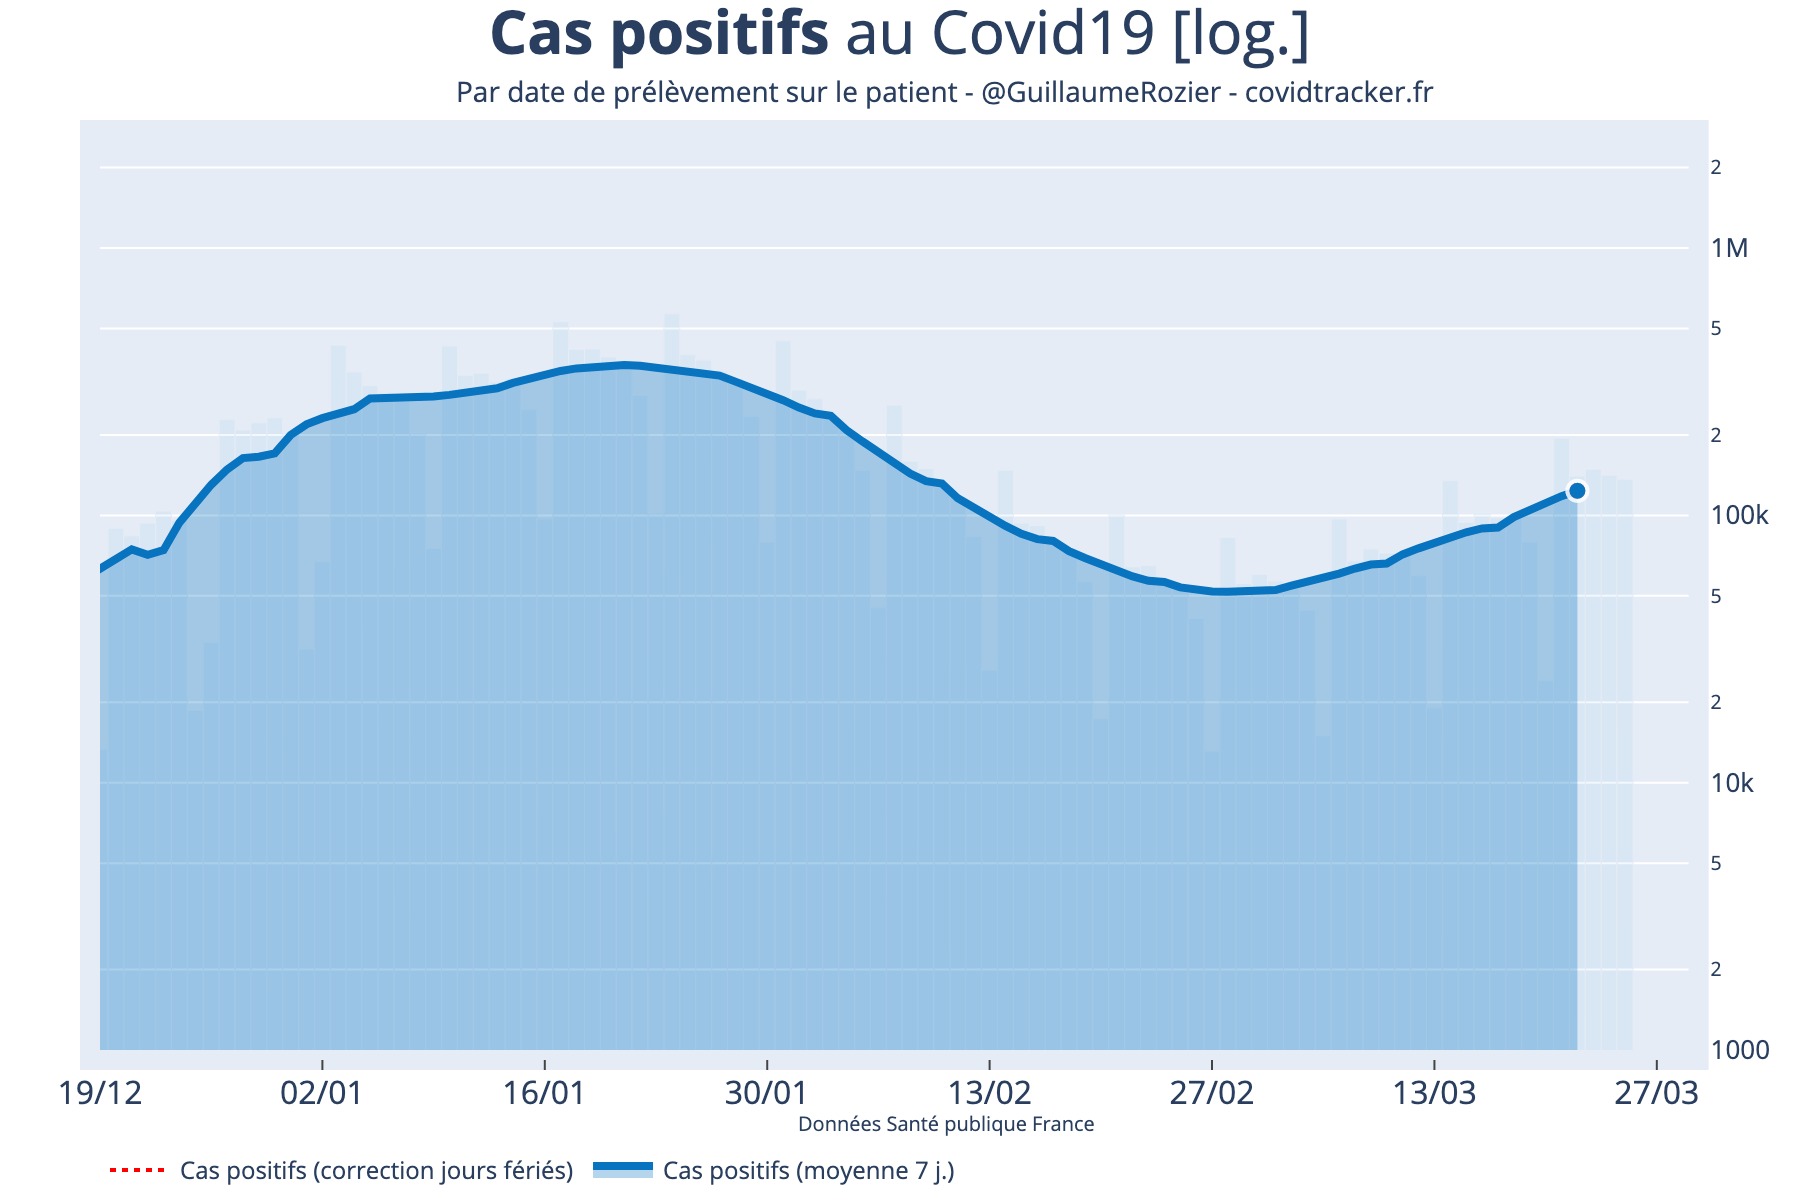 Cas positifs au Covid19 [log.]
Par date de prélèvement sur le patient - @GuillaumeRozier - covidtracker.fr
2
1M
5
2
100k
5
2
10k
5
2
1000
19/12 02/01 16/01 30/01 13/02 27/02 13/03 27/03
Données Santé publique France
Cas positifs (correction jours fériés) Cas positifs (moyenne 7 j.)